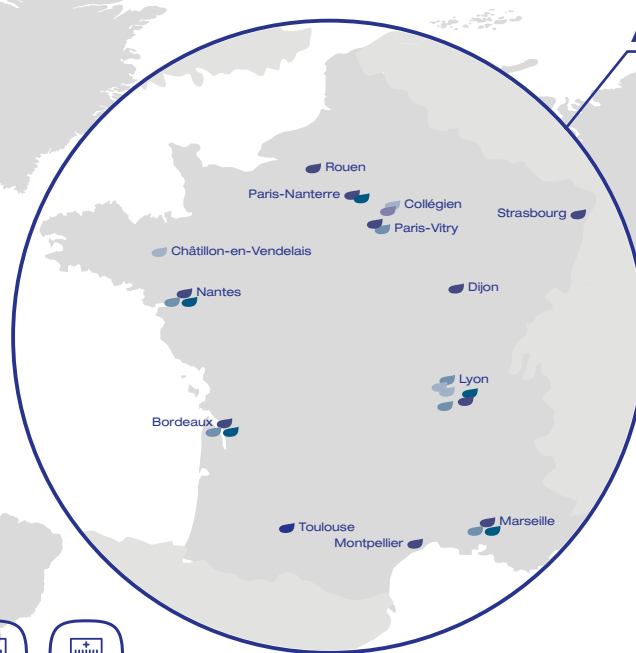 Rouen
Paris-Nanterre
Collégien
Strasbourg
Paris-Vitry
Châtillon-en-Vendelais
Dijon
Nantes
Lyon
Bordeaux
Marseille
Toulouse
Montpellier